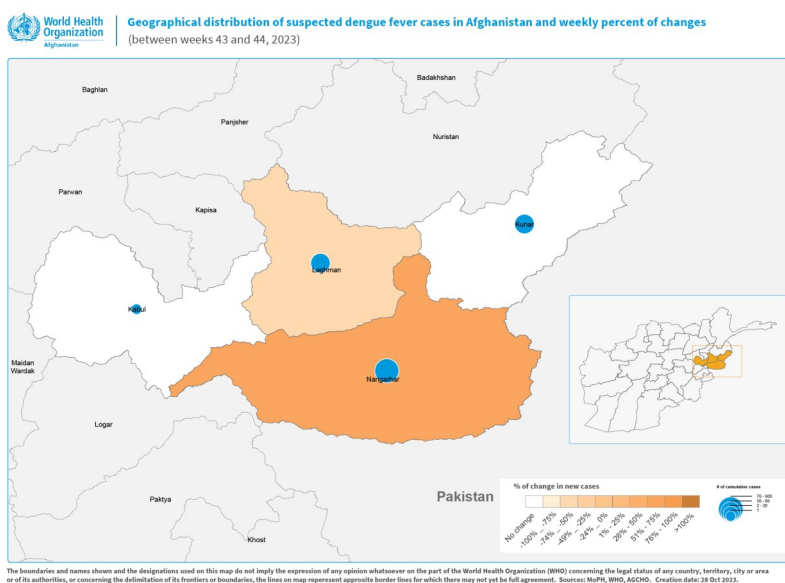 World Health
Organization
Afghanistan
Geographical distribution of suspected dengue fever cases in Afghanistan and weekly percent of changes
(between weeks 43 and 44, 2023)
Badakhshan
Baghlan
Panjsher
Nuristan
Parwan
Kapisa
Kunar
Laghman
Kabul
Maidan
Wardak
Nangarhar
Logar
Paktya
Khost
Pakistan
% of change in new cases
No change
-100% – -75%
-74% – -50%
-49% – -25%
-24% – 0%
1% - 25%
26% - 50%
51% - 75%
76% - 100%
>100%
# of cumulative cases
2 - 20
1
The boundaries and names shown and the designations used on this map do not imply the expression of any opinion whatsoever on the part of the World Health Organization (WHO) concerning the legal status of any country, territory, city or area
or of its authorities, or concerning the delimitation of its frontiers or boundaries, the lines on map represent approxite border lines for which there may not yet be full agreement. Sources: MoPH, WHO, AGCHO. Creation date: 28 Oct 2023.